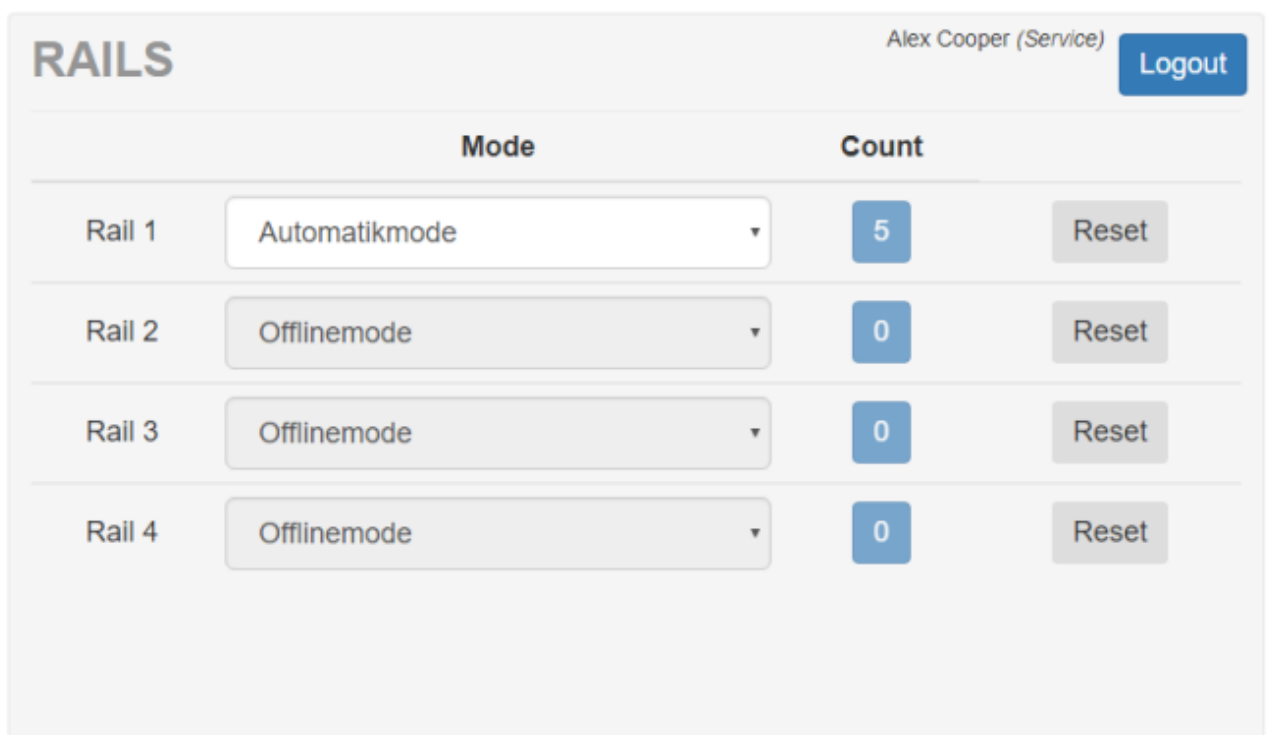 RAILS
Alex Cooper (Service)
Logout
Mode Count
Rail 1 Automatikmode 5 Reset
Rail 2 Offlinemode 0 Reset
Rail 3 Offlinemode 0 Reset
Rail 4 Offlinemode 0 Reset